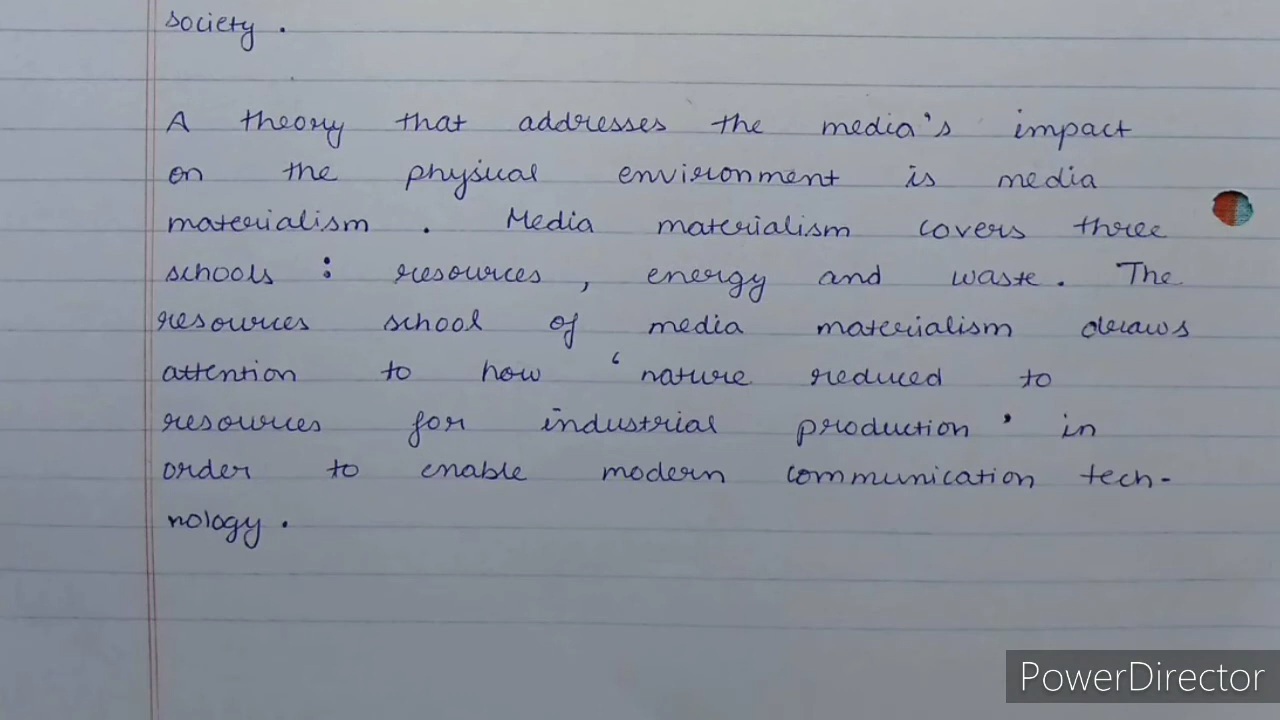 society .
A theory that addresses the media's impact
on the physical environment is media
materialism . Media materialism covers three
schools : resources , energy and waste . The
resources school of media materialism draws
attention to how ' nature reduced to
resources for industrial production ' in
order to enable modern communication tech-
nology .
PowerDirector